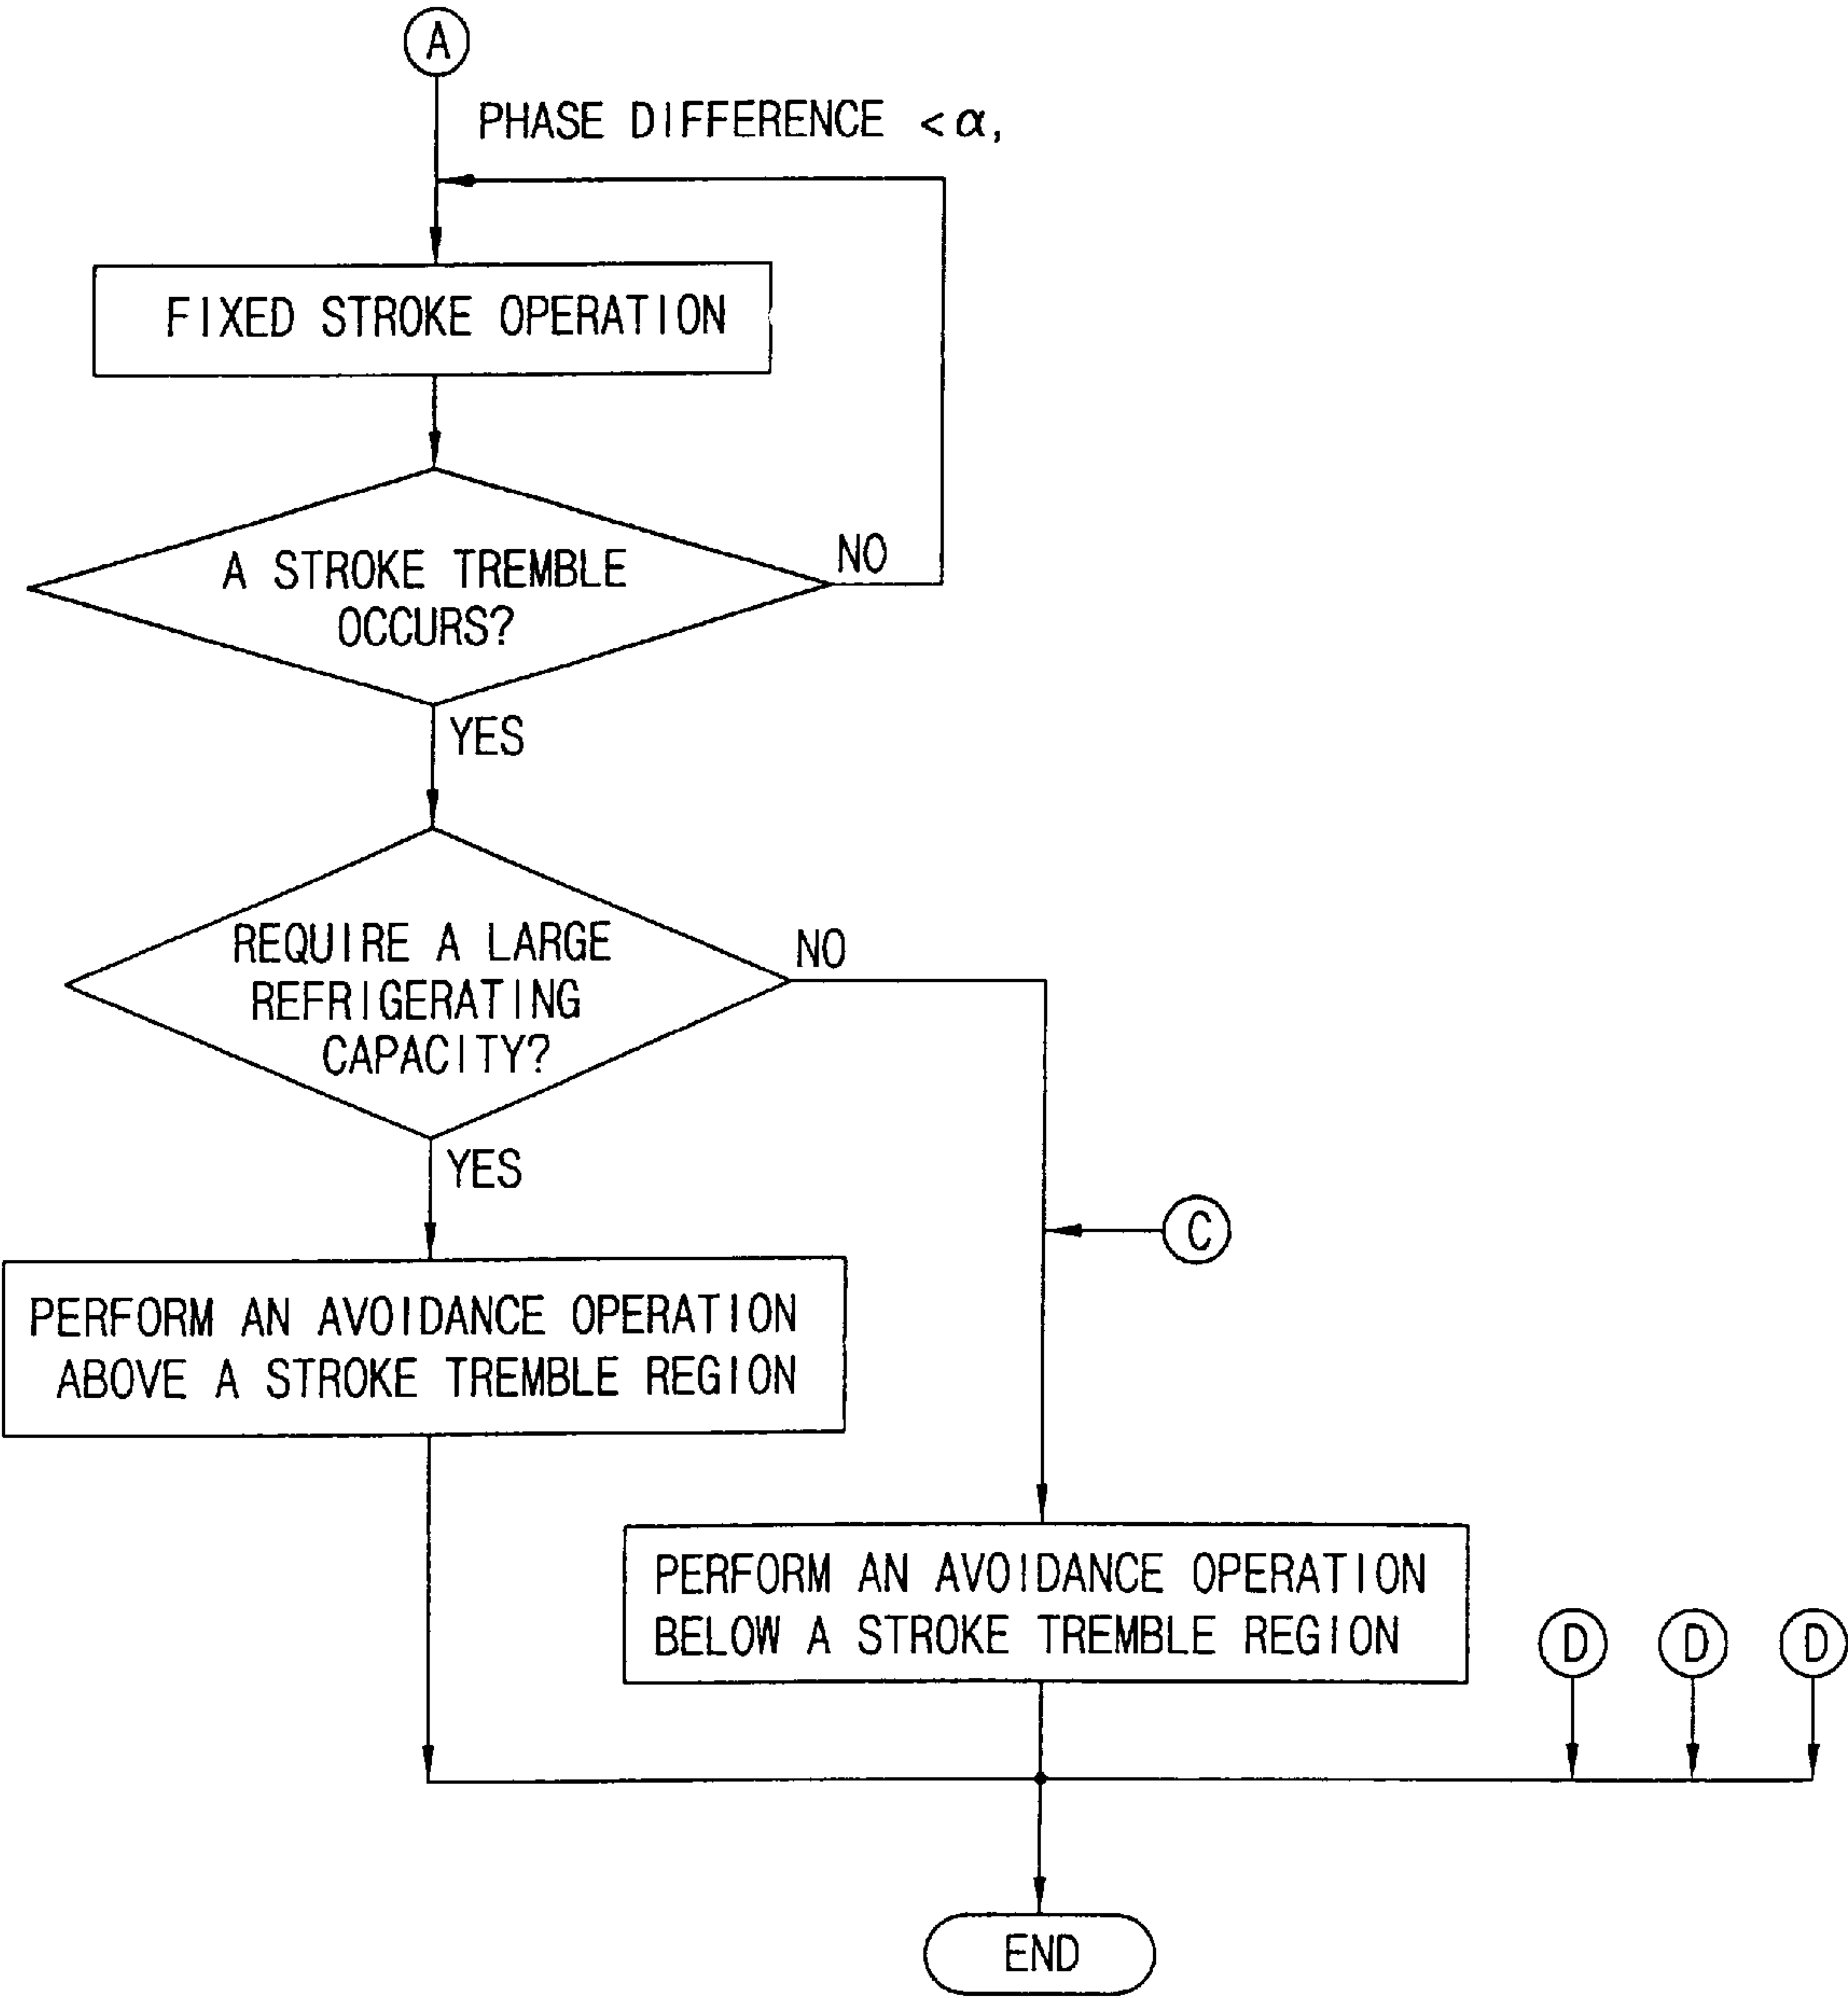 A
PHASE DIFFERENCE <α,
FIXED STROKE OPERATION
A STROKE TREMBLE
OCCURS?
NO
YES
REQUIRE A LARGE
REFRIGERATING
CAPACITY?
NO
YES
C
PERFORM AN AVOIDANCE OPERATION
ABOVE A STROKE TREMBLE REGION
PERFORM AN AVOIDANCE OPERATION
BELOW A STROKE TREMBLE REGION
D D D
END